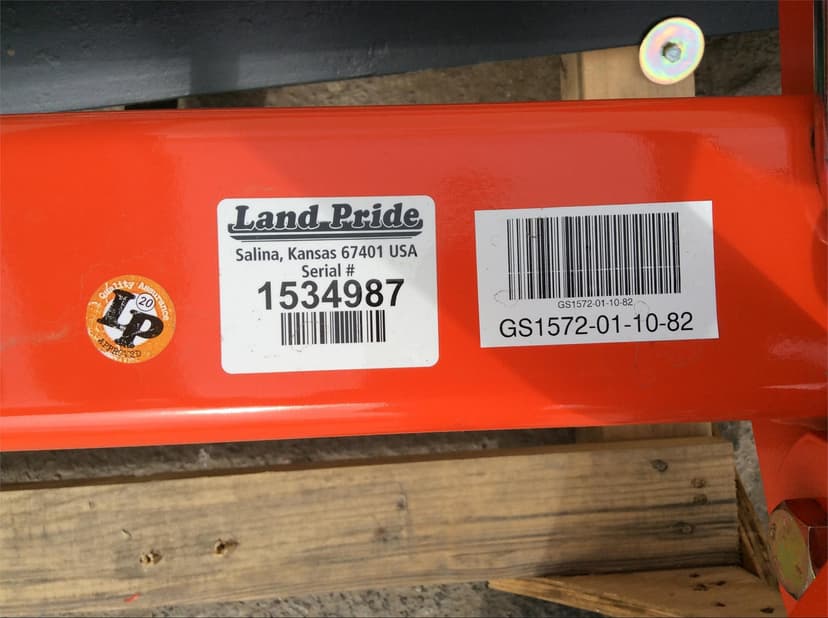 Quality Assurance
20
LP
APPROVED
Land Pride
Salina, Kansas 67401 USA
Serial #
1534987
GS1572-01-10-82
GS1572-01-10-82